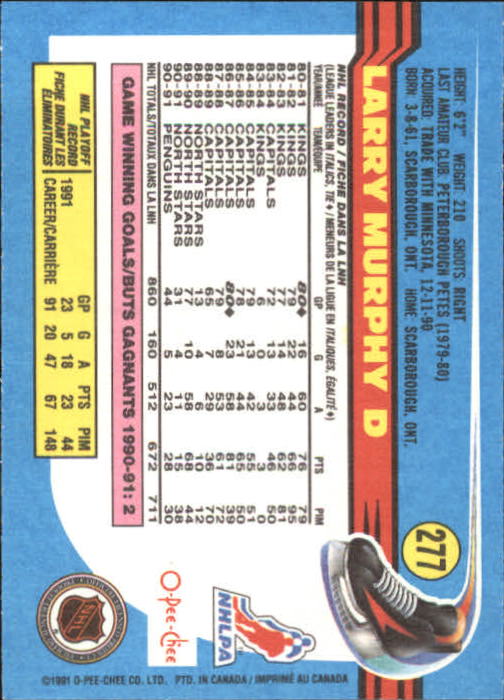 277
HEIGHT: 6'2" WEIGHT: 210 SHOOTS: RIGHT
LAST AMATEUR CLUB: PETERBOROUGH PETES (1979-80)
ACQUIRED: TRADE WITH MINNESOTA, 12-11-90
BORN: 3-8-61, SCARBOROUGH, ONT. HOME: SCARBOROUGH, ONT.
LARRY MURPHY D
NHL RECORD / FICHE DANS LA LNH
(LEAGUE LEADERS IN ITALICS, TIE♦ / MENEURS DE LA LIGUE EN ITALIQUES, ÉGALITÉ♦)
YEAR/ANNÉE TEAM/ÉQUIPE GP G A PTS PIM
80-81 KINGS 80♦ 16 60 76 79
81-82 KINGS 79 22 44 66 95
82-83 KINGS 77 14 48 62 81
83-84 KINGS 6 0 3 3 0
83-84 CAPITALS 72 13 33 46 50
84-85 CAPITALS 79 13 42 55 51
85-86 CAPITALS 78 21 44 65 50
86-87 CAPITALS 80♦ 23 58 81 39
87-88 CAPITALS 79 8 53 61 72
88-89 CAPITALS 65 7 29 36 70
88-89 NORTH STARS 13 4 6 10 12
89-90 NORTH STARS 77 10 58 68 44
90-91 NORTH STARS 31 4 11 15 38
90-91 PENGUINS 44 5 23 28 30
NHL TOTALS/TOTAUX DANS LA LNH 860 160 512 672 711
GAME WINNING GOALS/BUTS GAGNANTS 1990-91: 2
NHL PLAYOFF RECORD
FICHE DURANT LES ÉLIMINATOIRES
GP G A PTS PIM
1991 23 5 18 23 44
CAREER/CARRIÈRE 91 20 47 67 148
NHLPA™
O-Pee-Chee
NHL
©1991 O-PEE-CHEE CO. LTD. PTD. IN CANADA / IMPRIMÉ AU CANADA